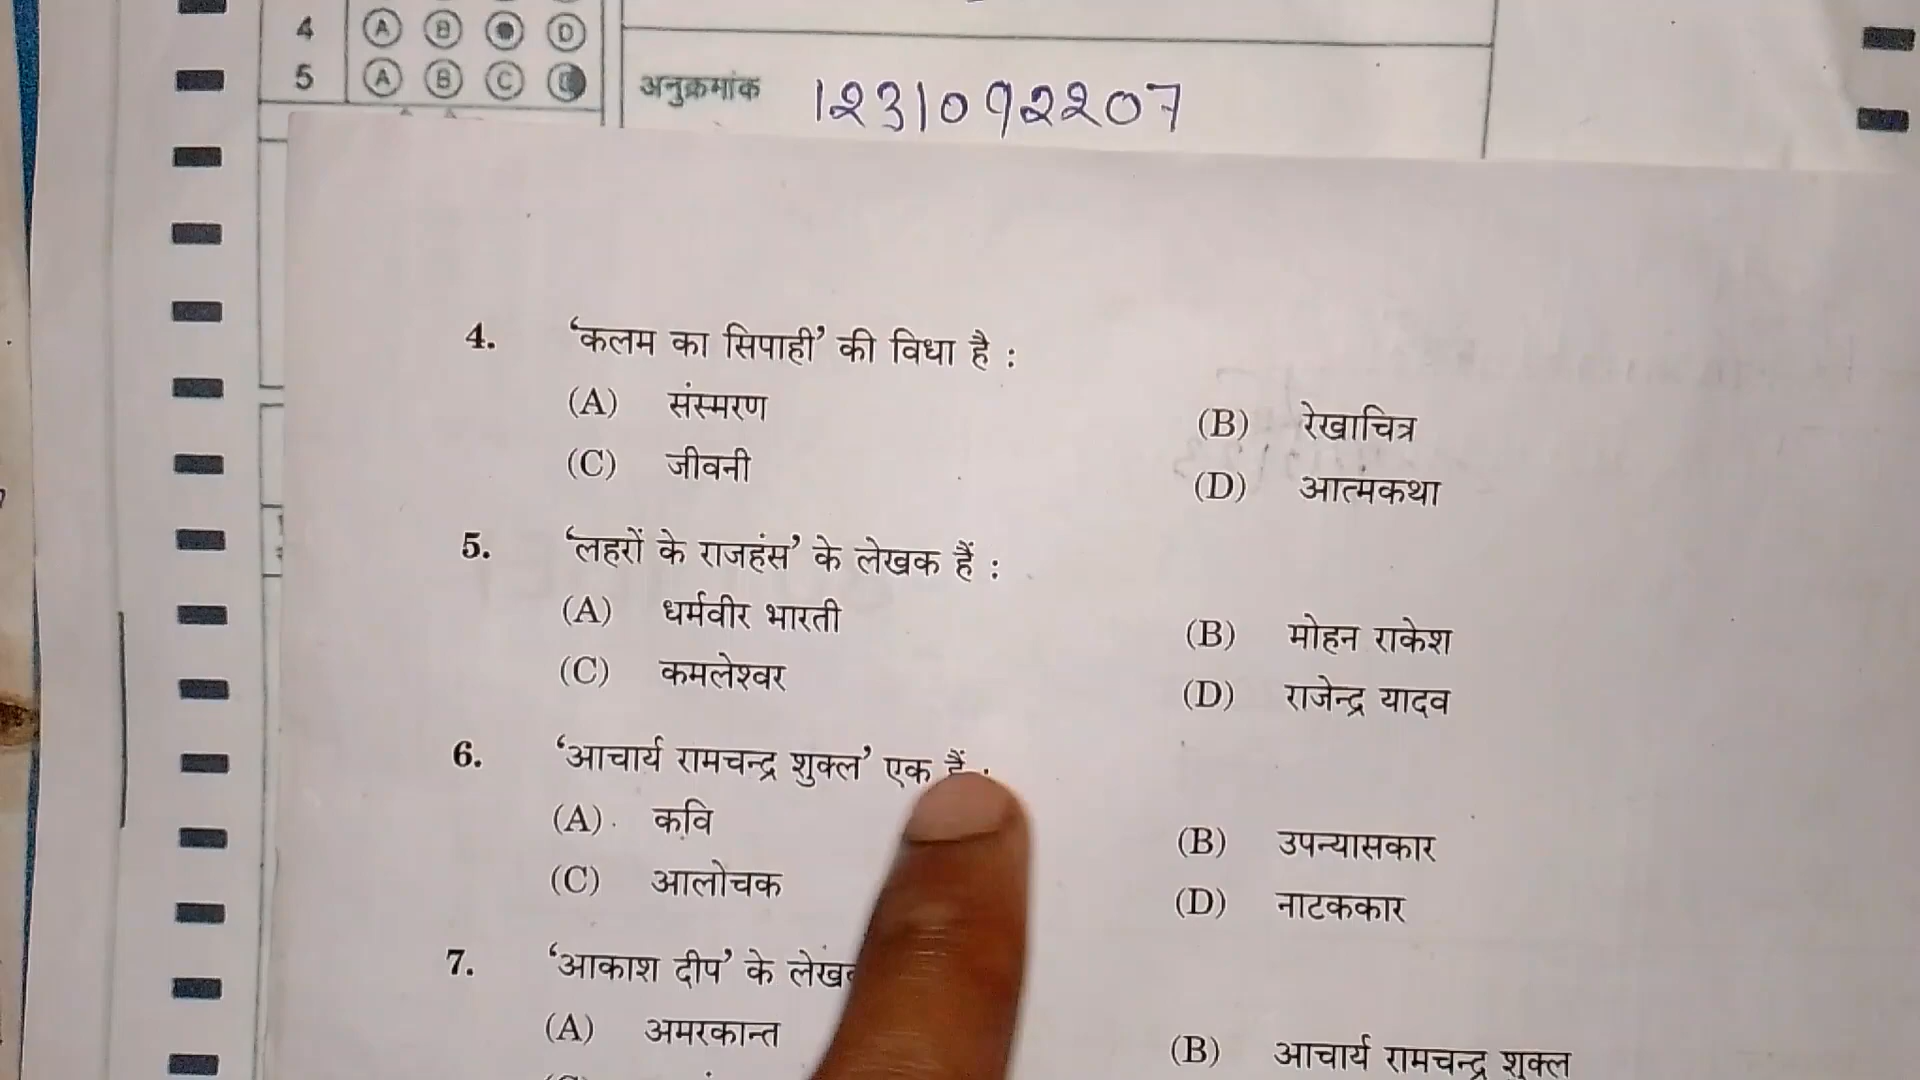 4 A B D
5 A B C
अनुक्रमांक 1231092207
4. ‘कलम का सिपाही’ की विधा है :
(A) संस्मरण (B) रेखाचित्र
(C) जीवनी (D) आत्मकथा
5. ‘लहरों के राजहंस’ के लेखक हैं :
(A) धर्मवीर भारती (B) मोहन राकेश
(C) कमलेश्वर (D) राजेन्द्र यादव
6. ‘आचार्य रामचन्द्र शुक्ल’ एक हैं :
(A) कवि (B) उपन्यासकार
(C) आलोचक (D) नाटककार
7. ‘आकाश दीप’ के
(A) अमरकान्त (B) आचार्य रामचन्द्र शुक्ल